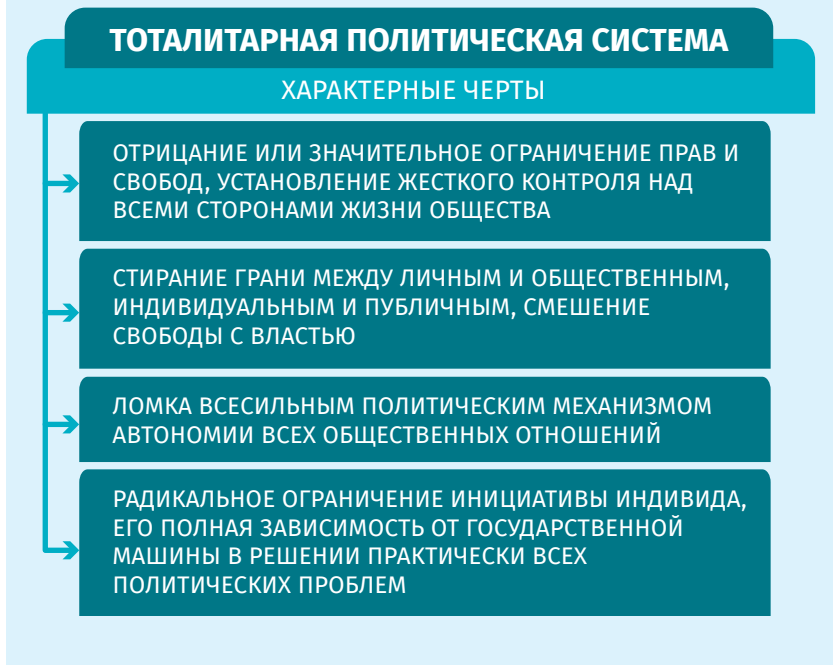 ТОТАЛИТАРНАЯ ПОЛИТИЧЕСКАЯ СИСТЕМА
ХАРАКТЕРНЫЕ ЧЕРТЫ
ОТРИЦАНИЕ ИЛИ ЗНАЧИТЕЛЬНОЕ ОГРАНИЧЕНИЕ ПРАВ И
СВОБОД, УСТАНОВЛЕНИЕ ЖЕСТКОГО КОНТРОЛЯ НАД
ВСЕМИ СТОРОНАМИ ЖИЗНИ ОБЩЕСТВА
СТИРАНИЕ ГРАНИ МЕЖДУ ЛИЧНЫМ И ОБЩЕСТВЕННЫМ,
ИНДИВИДУАЛЬНЫМ И ПУБЛИЧНЫМ, СМЕШЕНИЕ
СВОБОДЫ С ВЛАСТЬЮ
ЛОМКА ВСЕСИЛЬНЫМ ПОЛИТИЧЕСКИМ МЕХАНИЗМОМ
АВТОНОМИИ ВСЕХ ОБЩЕСТВЕННЫХ ОТНОШЕНИЙ
РАДИКАЛЬНОЕ ОГРАНИЧЕНИЕ ИНИЦИАТИВЫ ИНДИВИДА,
ЕГО ПОЛНАЯ ЗАВИСИМОСТЬ ОТ ГОСУДАРСТВЕННОЙ
МАШИНЫ В РЕШЕНИИ ПРАКТИЧЕСКИ ВСЕХ
ПОЛИТИЧЕСКИХ ПРОБЛЕМ